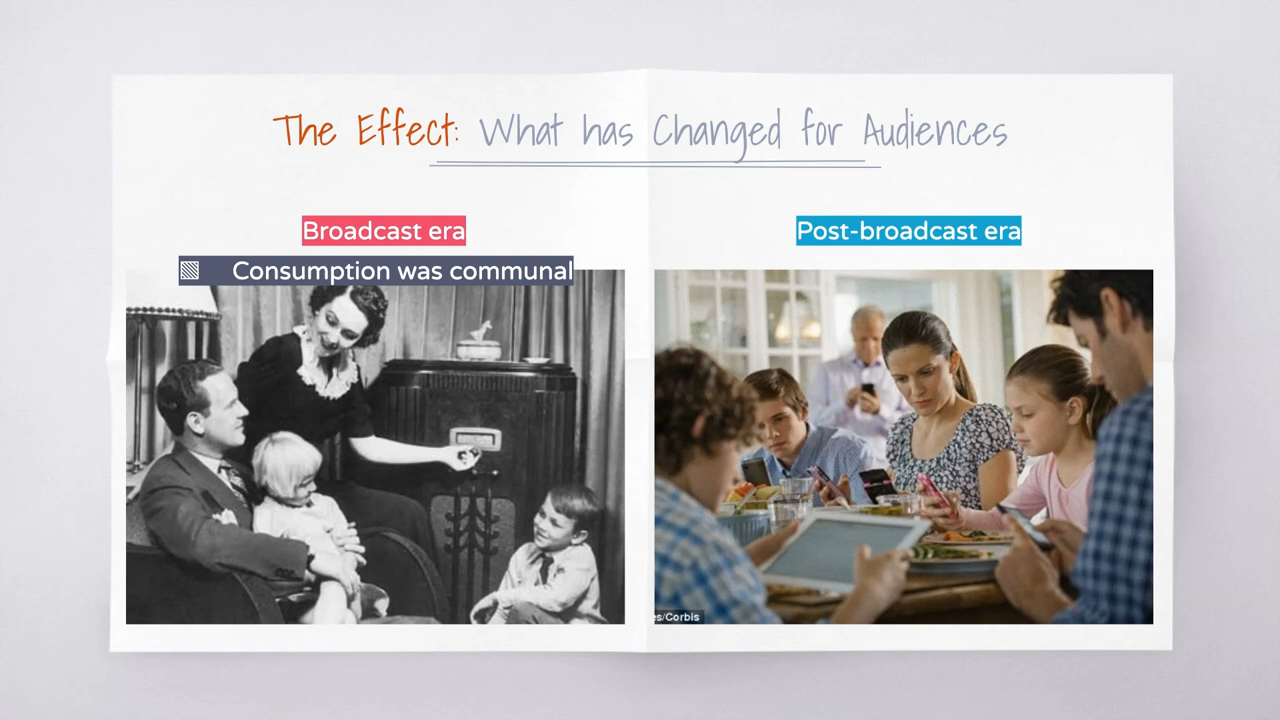 The Effect: What has Changed for Audiences
Broadcast era
Consumption was communal
Post-broadcast era
es/Corbis